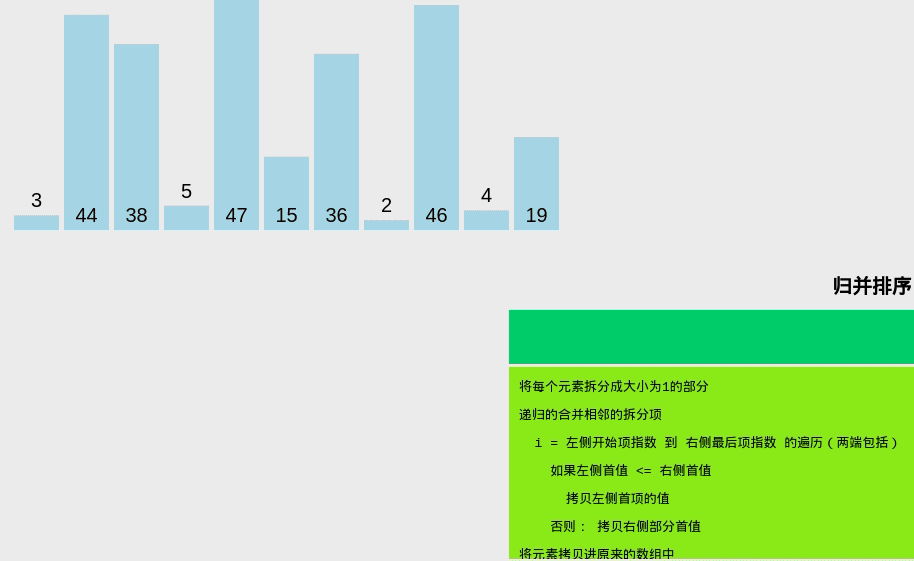 3 44 38 5 47 15 36 2 46 4 19
归并排序
将每个元素拆分成大小为1的部分
递归的合并相邻的拆分项
i = 左侧开始项指数 到 右侧最后项指数 的遍历（两端包括）
如果左侧首值 <= 右侧首值
拷贝左侧首项的值
否则： 拷贝右侧部分首值
将元素拷贝进原来的数组中